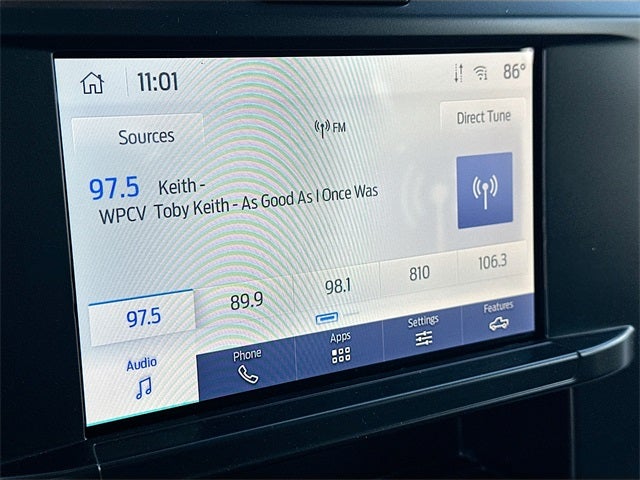 11:01
86°
Sources
FM
Direct Tune
97.5 Keith -
WPCV Toby Keith - As Good As I Once Was
97.5
89.9
98.1
810
106.3
Audio
Phone
Apps
Settings
Features